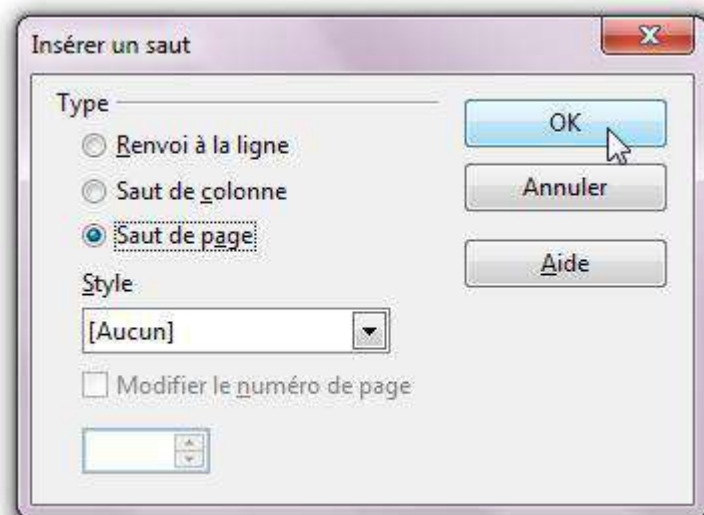 Insérer un saut
Type
Renvoi à la ligne
Saut de colonne
Saut de page
Style
[Aucun]
Modifier le numéro de page
OK
Annuler
Aide